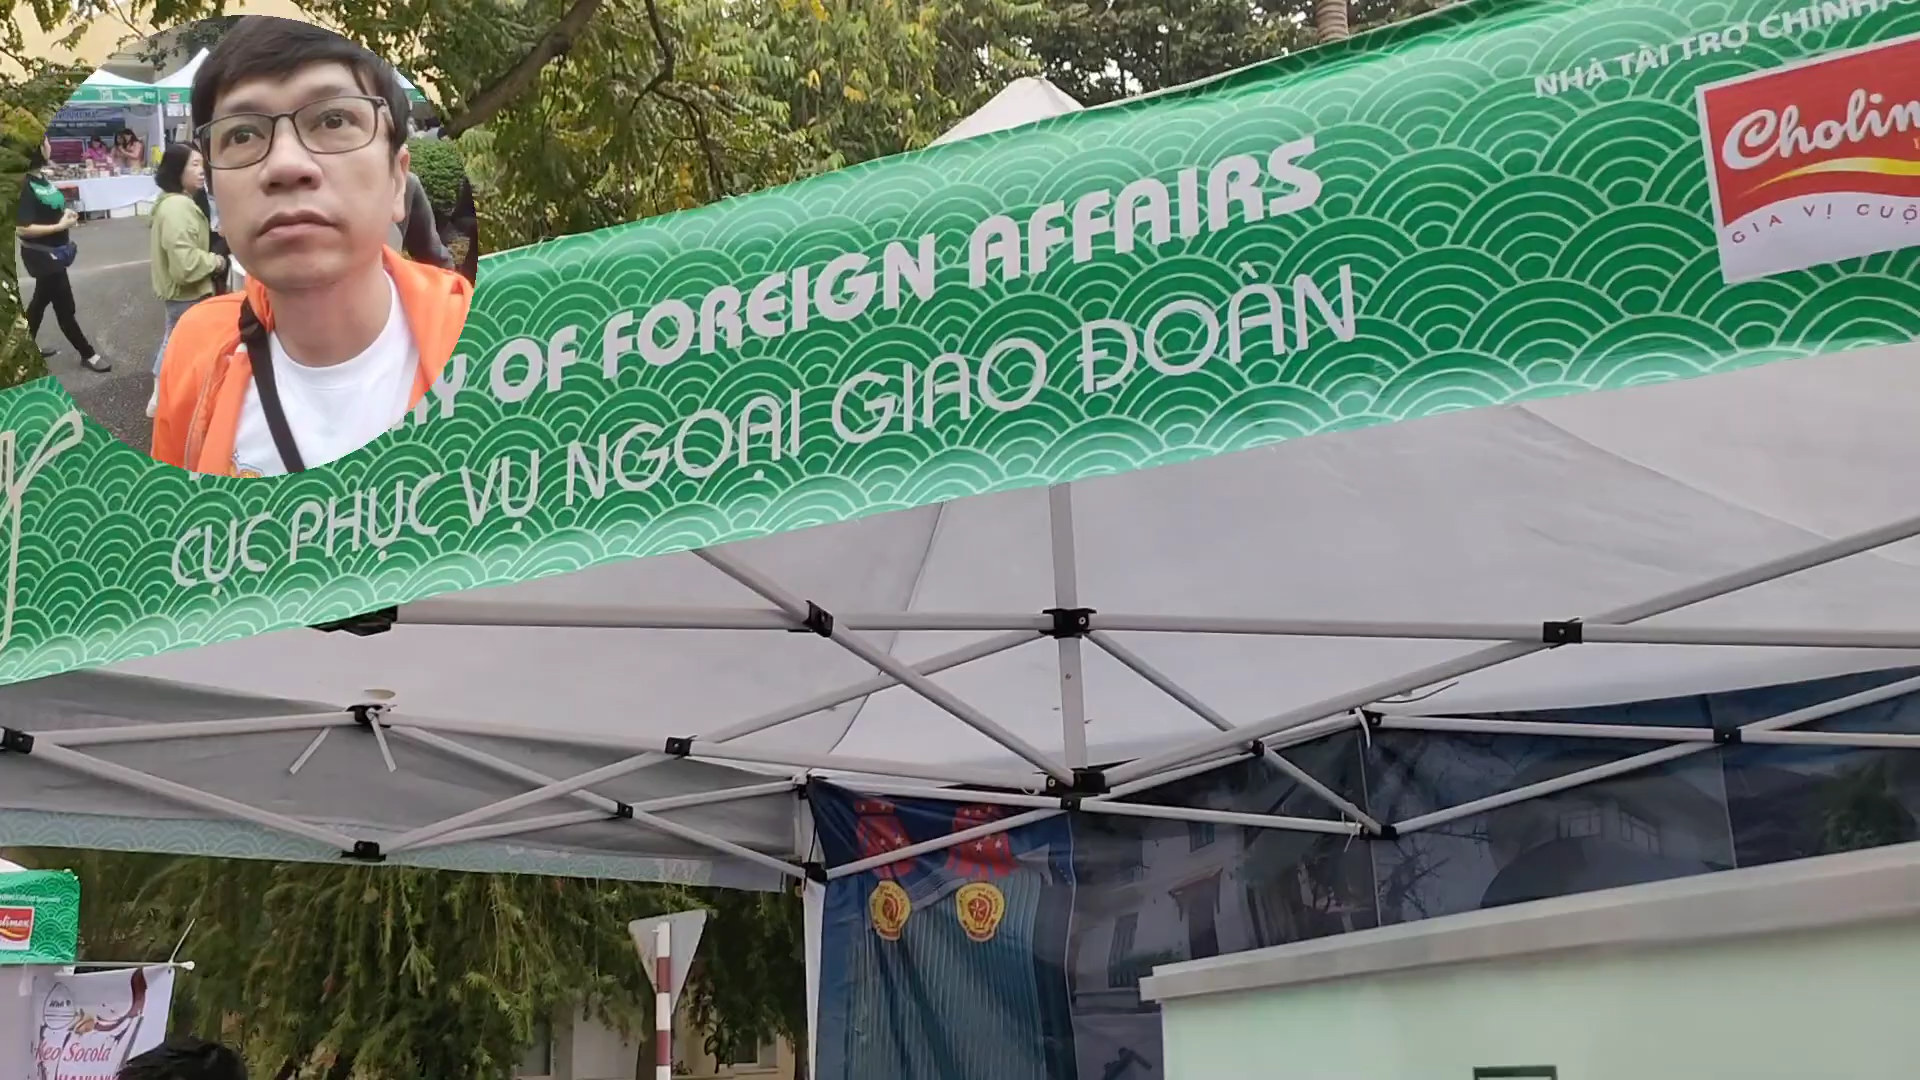 NHÀ TÀI TRỢ CHÍNH
Cholim
GIA VỊ CUỘ
OF FOREIGN AFFAIRS
CỤC PHỤC VỤ NGOẠI GIAO ĐOÀN
limex
Kẹo Socola